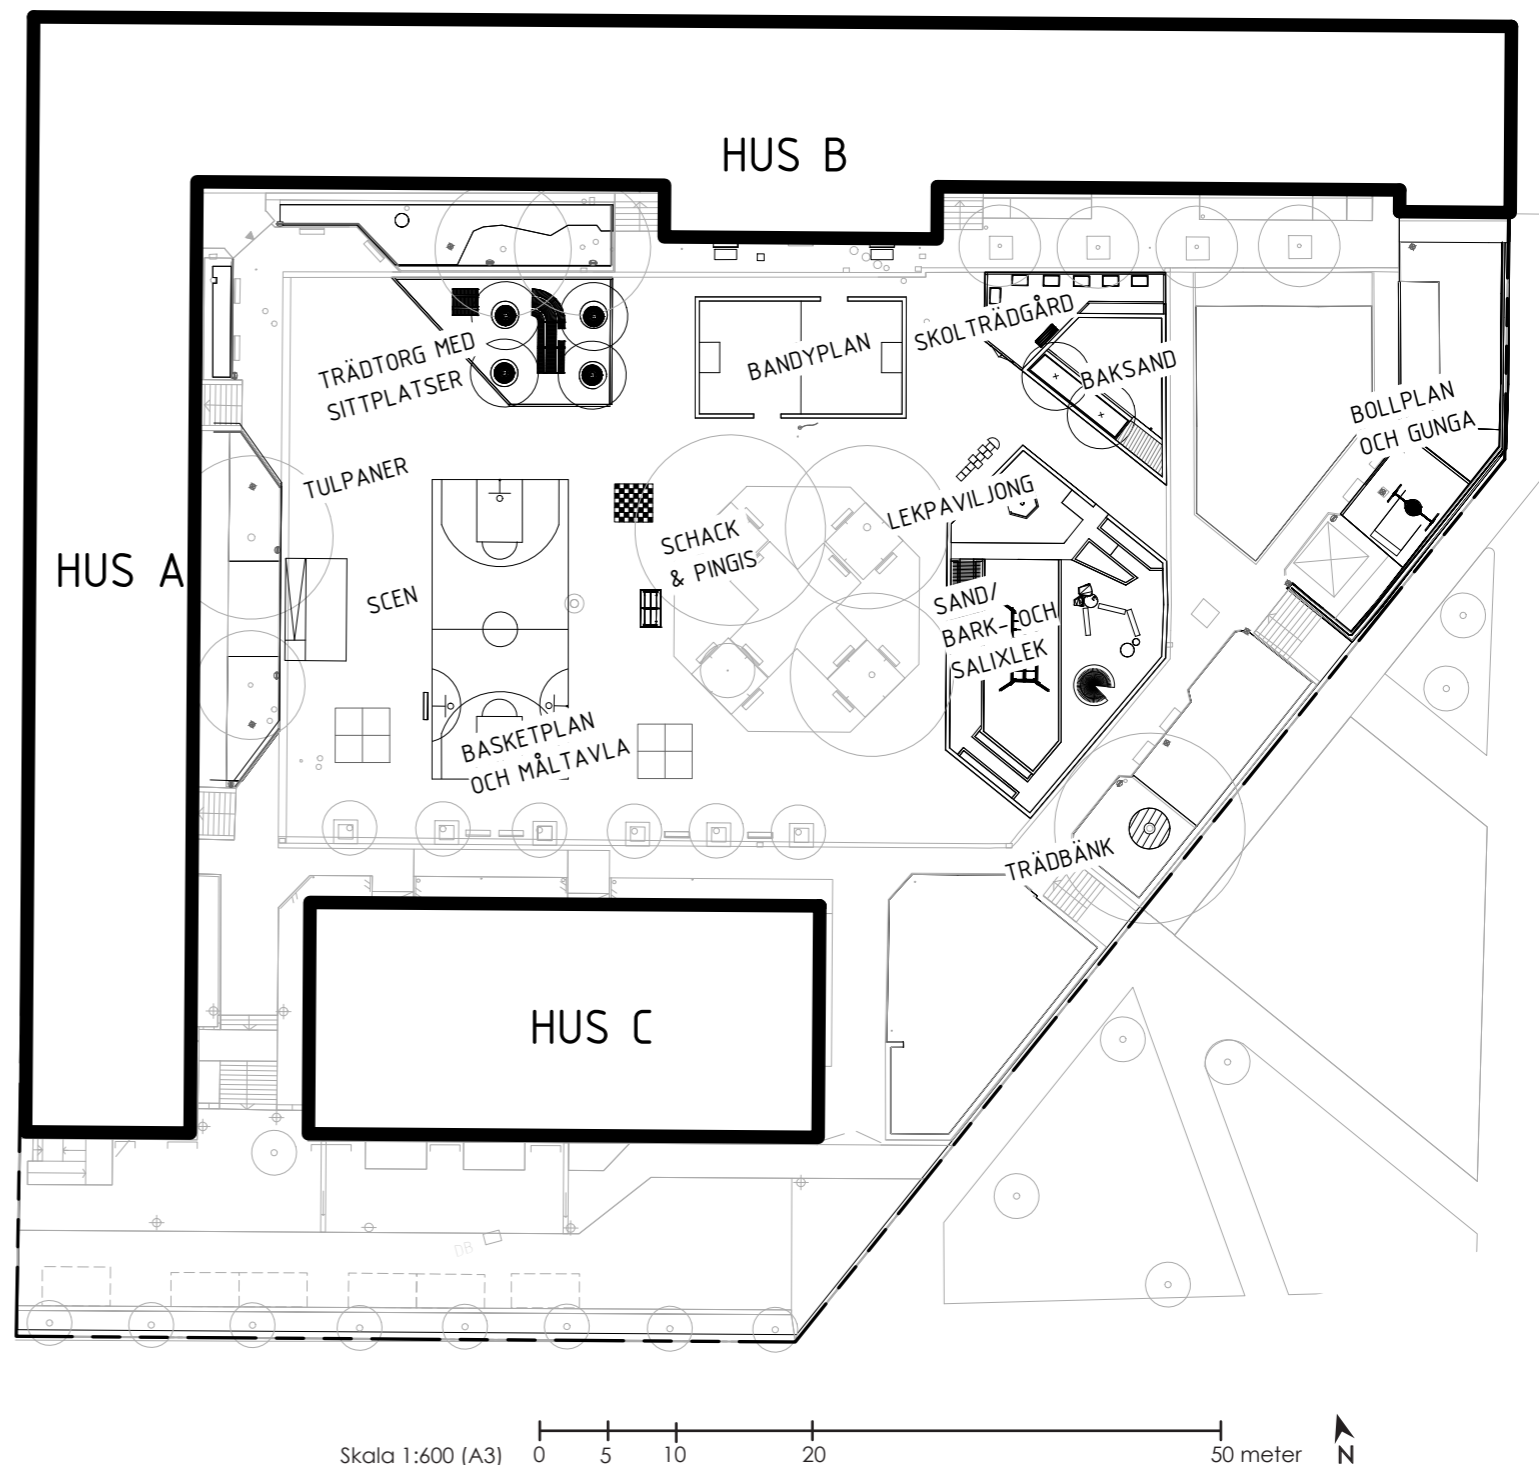 HUS B
SKOLTRÄDGÅRD
TRÄDTORG MED
SITTPLATSER
BANDYPLAN
BAKSAND
BOLLPLAN
OCH GUNGA
TULPANER
LEKPAVILJONG
SCHACK
& PINGIS
HUS A
SCEN
SAND/
BARK- OCH
SALIXLEK
BASKETPLAN
OCH MÅLTAVLA
TRÄDBÄNK
HUS C
DB
Skala 1:600 (A3) 0 5 10 20 50 meter N